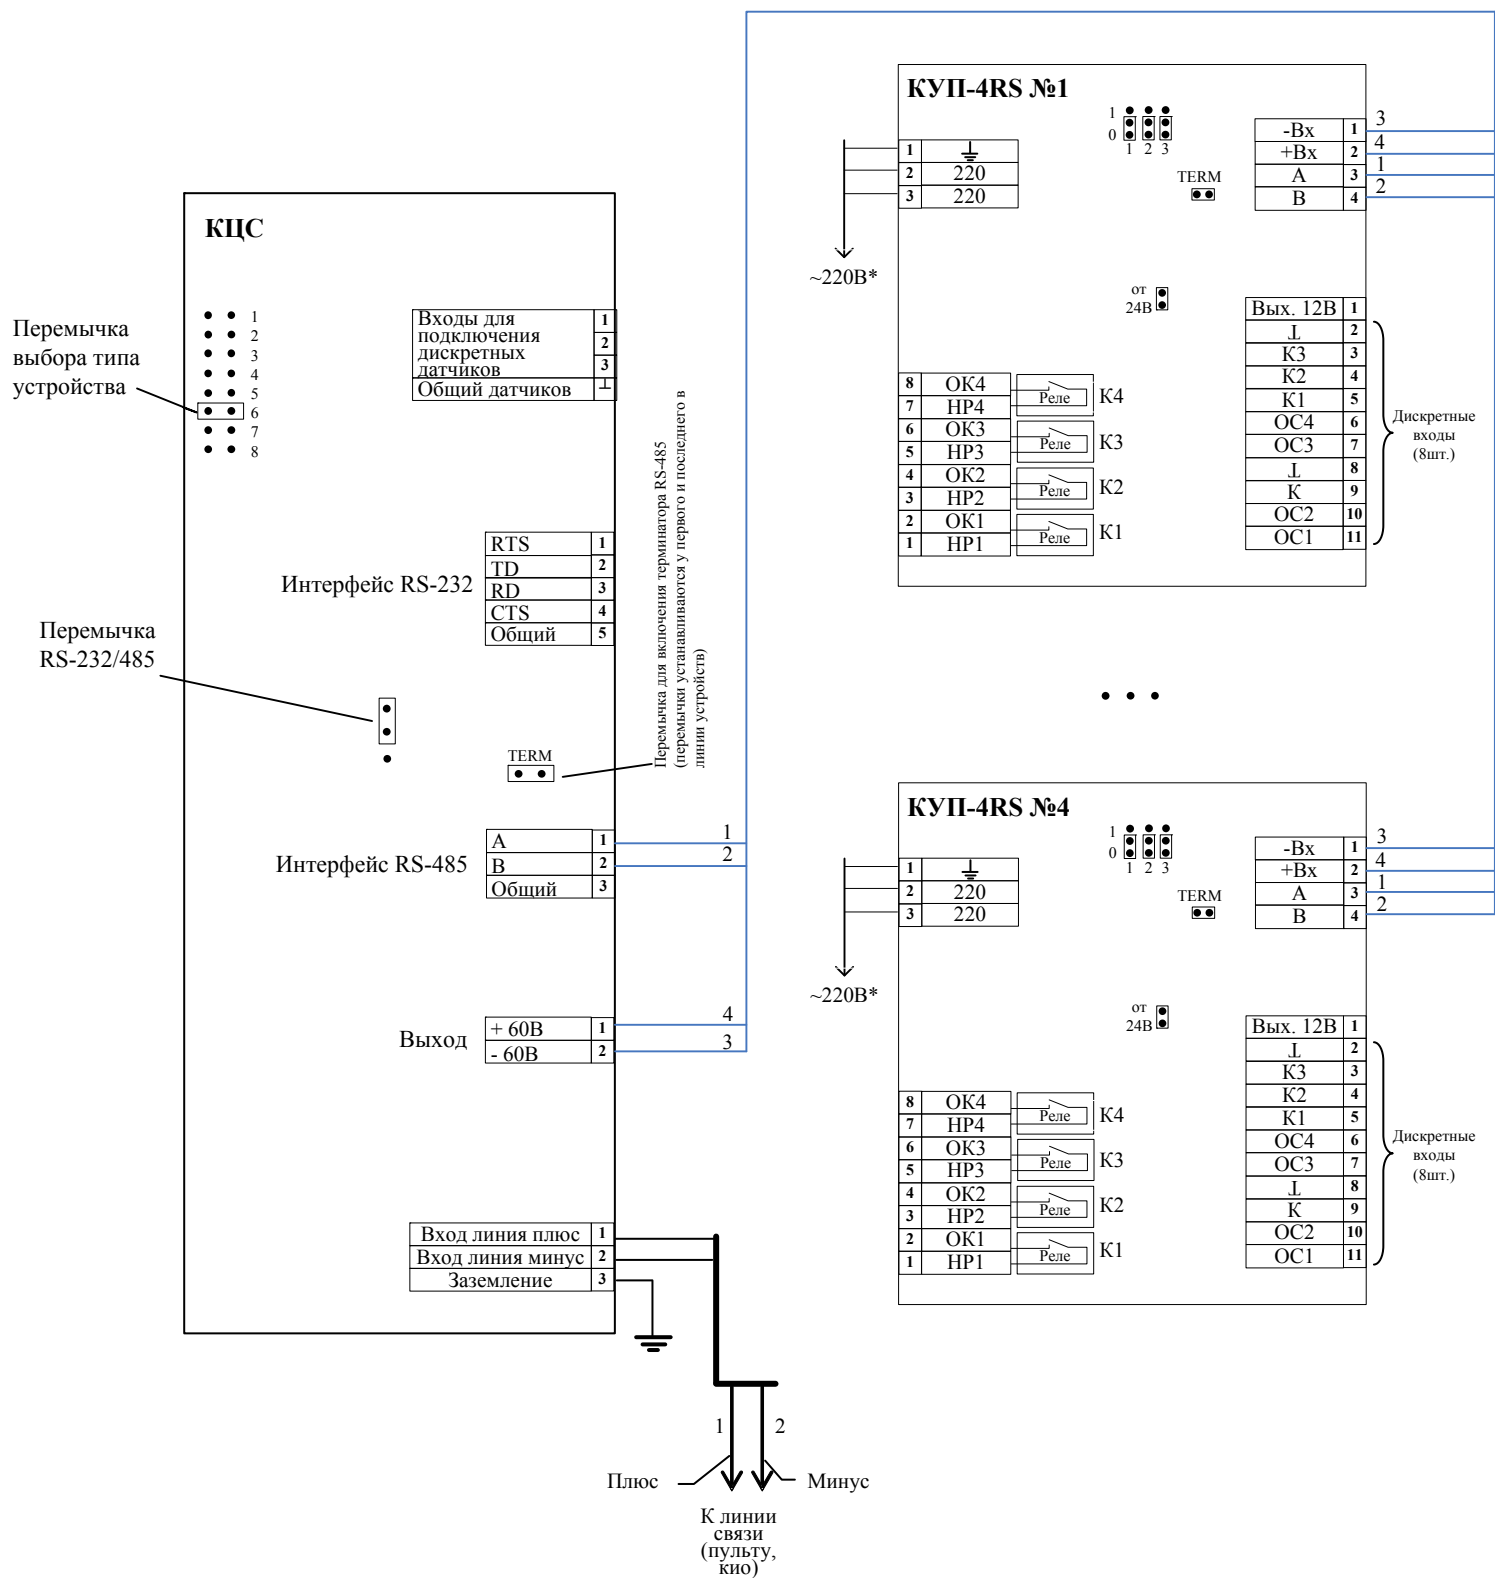 КЦС
Перемычка
выбора типа
устройства
1
2
3
4
5
6
7
8
Входы для
подключения
дискретных
датчиков
1
2
3
Общий датчиков ⊥
Интерфейс RS-232
RTS 1
TD 2
RD 3
CTS 4
Общий 5
Перемычка
RS-232/485
Перемычка для включения терминатора RS-485
(перемычки устанавливаются у первого и последнего в
линии устройств)
TERM
Интерфейс RS-485
A 1
B 2
Общий 3
1
2
Выход
+ 60В 1
- 60В 2
4
3
Вход линия плюс 1
Вход линия минус 2
Заземление 3
1 2
Плюс Минус
К линии
связи
(пульту,
кио)
КУП-4RS №1
1
0
1 2 3
TERM
1
2 220
3 220
~220В*
-Вх 1 3
+Вх 2 4
A 3 1
B 4 2
от
24В
Вых. 12В 1
⊥ 2
К3 3
К2 4
К1 5
ОС4 6
ОС3 7
⊥ 8
К 9
ОС2 10
ОС1 11
Дискретные
входы
(8шт.)
8 ОК4
7 НР4
Реле К4
6 ОК3
5 НР3
Реле К3
4 ОК2
3 НР2
Реле К2
2 ОК1
1 НР1
Реле К1
КУП-4RS №4
1
0
1 2 3
TERM
1
2 220
3 220
~220В*
-Вх 1 3
+Вх 2 4
A 3 1
B 4 2
от
24В
Вых. 12В 1
⊥ 2
К3 3
К2 4
К1 5
ОС4 6
ОС3 7
⊥ 8
К 9
ОС2 10
ОС1 11
Дискретные
входы
(8шт.)
8 ОК4
7 НР4
Реле К4
6 ОК3
5 НР3
Реле К3
4 ОК2
3 НР2
Реле К2
2 ОК1
1 НР1
Реле К1